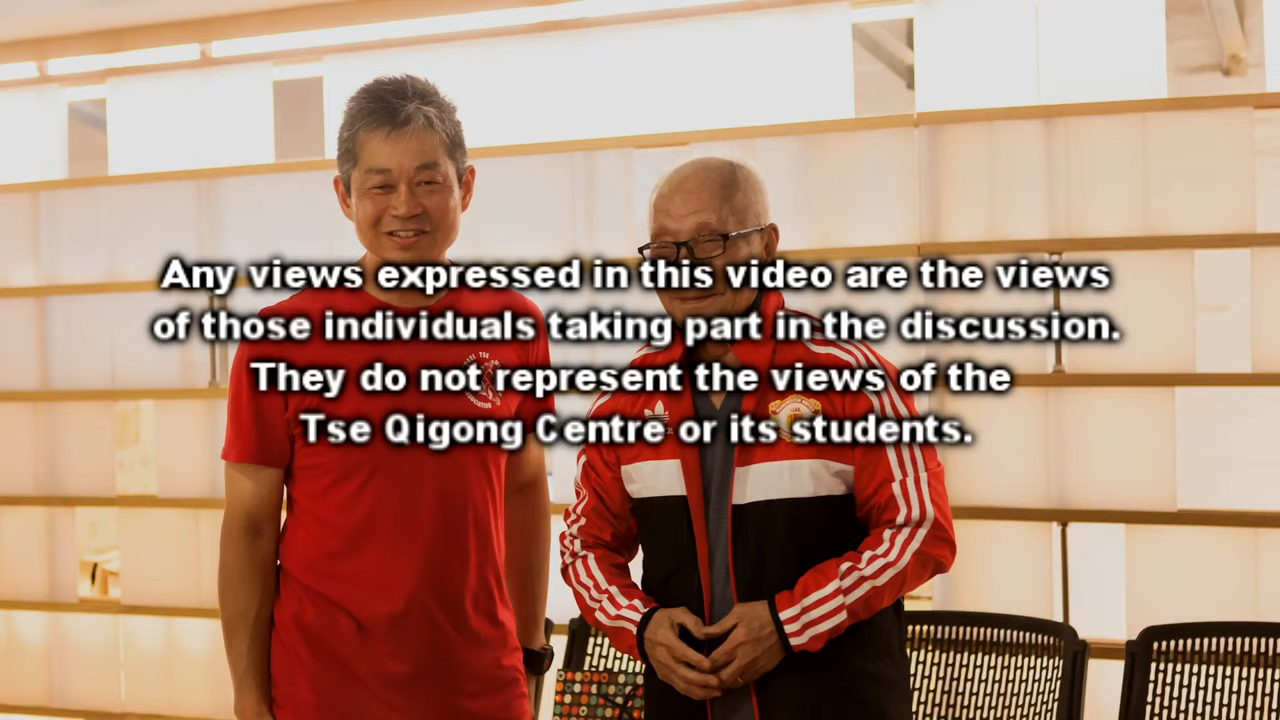 Any views expressed in this video are the views
of those individuals taking part in the discussion.
They do not represent the views of the
Tse Qigong Centre or its students.